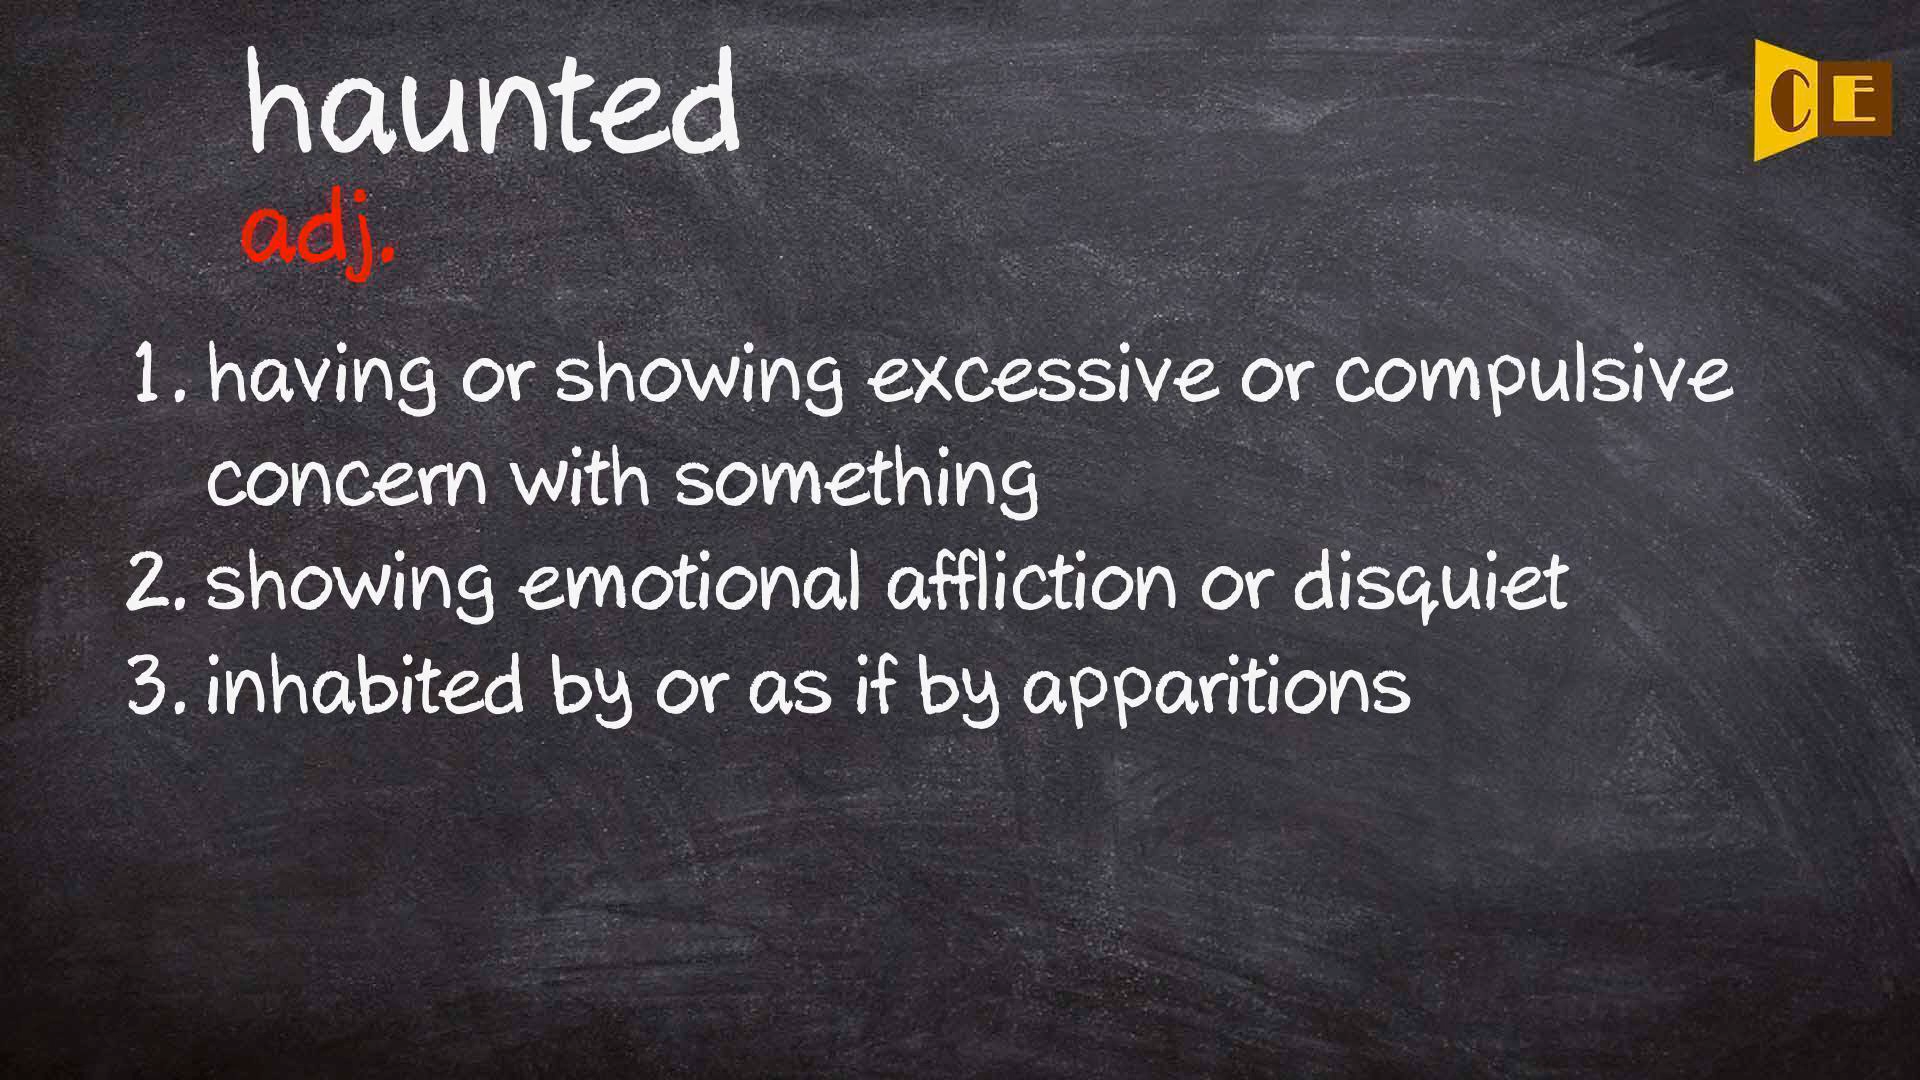 haunted
CE
adj.
1. having or showing excessive or compulsive
concern with something
2. showing emotional affliction or disquiet
3. inhabited by or as if by apparitions